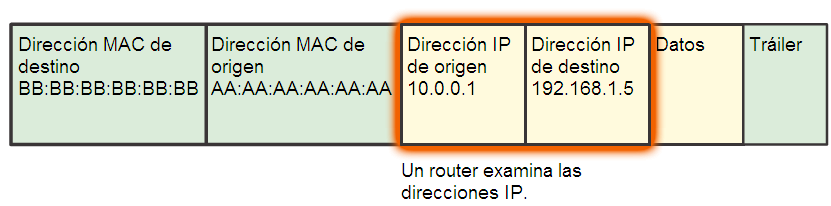 Dirección MAC de
destino
BB:BB:BB:BB:BB:BB
Dirección MAC de
origen
AA:AA:AA:AA:AA:AA
Dirección IP
de origen
10.0.0.1
Dirección IP
de destino
192.168.1.5
Datos
Tráiler
Un router examina las
direcciones IP.